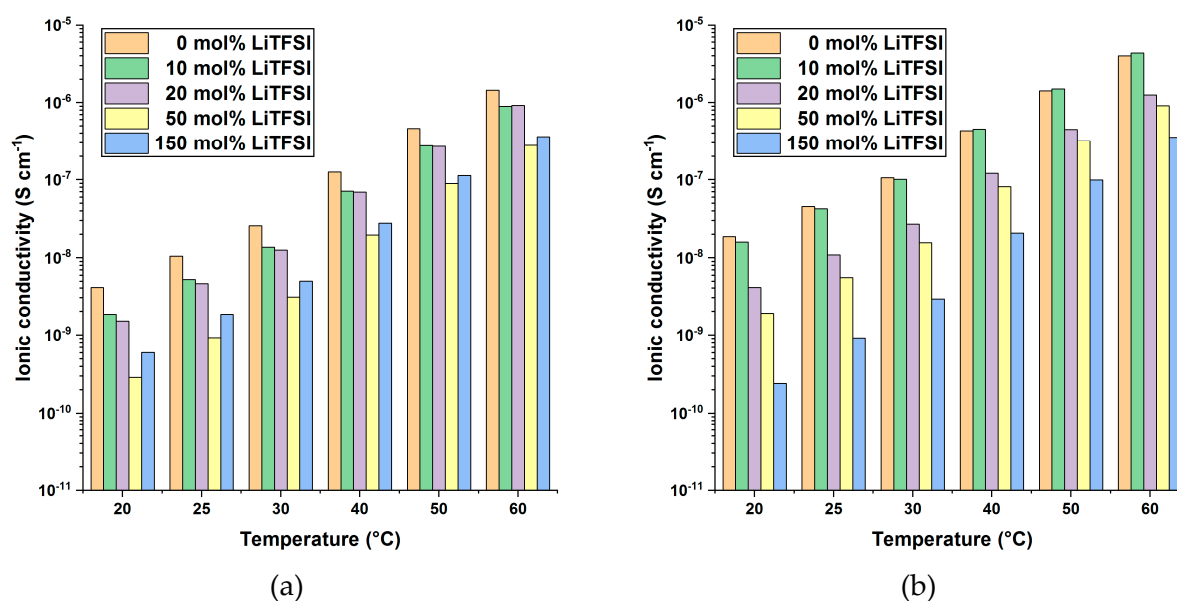 Ionic conductivity (S cm⁻¹)
10⁻⁵
10⁻⁶
10⁻⁷
10⁻⁸
10⁻⁹
10⁻¹⁰
10⁻¹¹
0 mol% LiTFSI
10 mol% LiTFSI
20 mol% LiTFSI
50 mol% LiTFSI
150 mol% LiTFSI
20 25 30 40 50 60
Temperature (°C)
(a)
Ionic conductivity (S cm⁻¹)
10⁻⁵
10⁻⁶
10⁻⁷
10⁻⁸
10⁻⁹
10⁻¹⁰
10⁻¹¹
0 mol% LiTFSI
10 mol% LiTFSI
20 mol% LiTFSI
50 mol% LiTFSI
150 mol% LiTFSI
20 25 30 40 50 60
Temperature (°C)
(b)